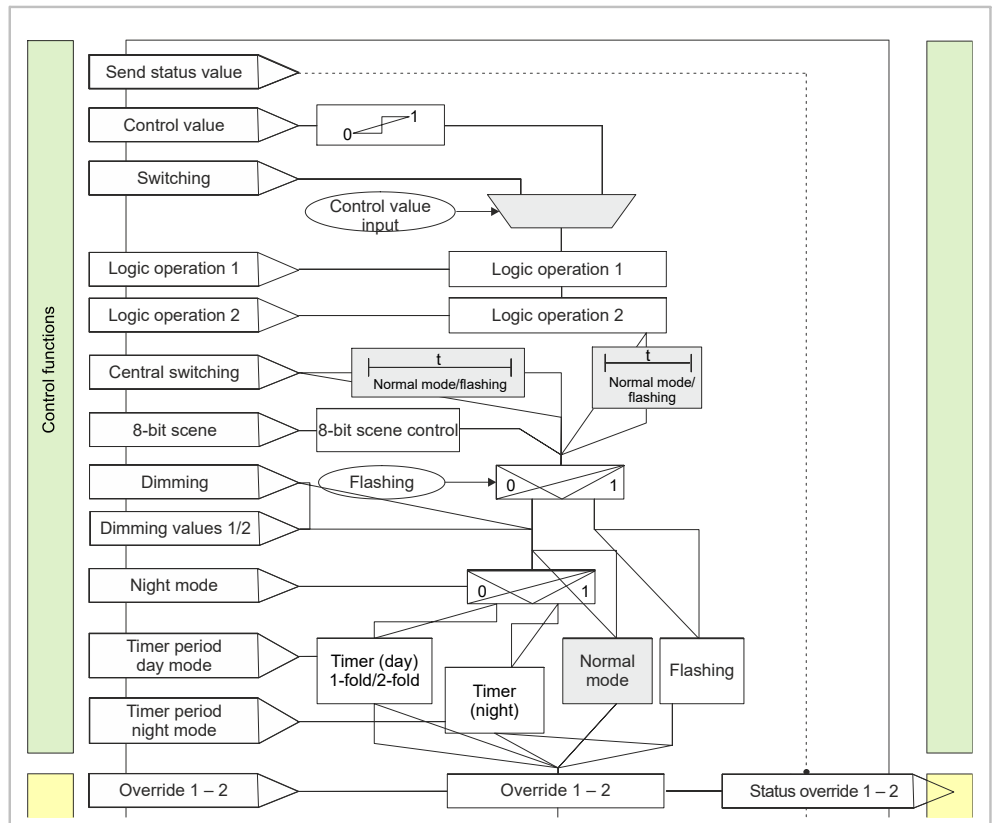 Send status value
Control value
0
1
Switching
Control value
input
Logic operation 1
Logic operation 1
Logic operation 2
Logic operation 2
Central switching
t
Normal mode/flashing
t
Normal mode/
flashing
8-bit scene
8-bit scene control
Dimming
Flashing
0
1
Dimming values 1/2
Night mode
0
1
Timer period
day mode
Timer (day)
1-fold/2-fold
Timer
(night)
Normal
mode
Flashing
Timer period
night mode
Control functions
Override 1 – 2
Override 1 – 2
Status override 1 – 2